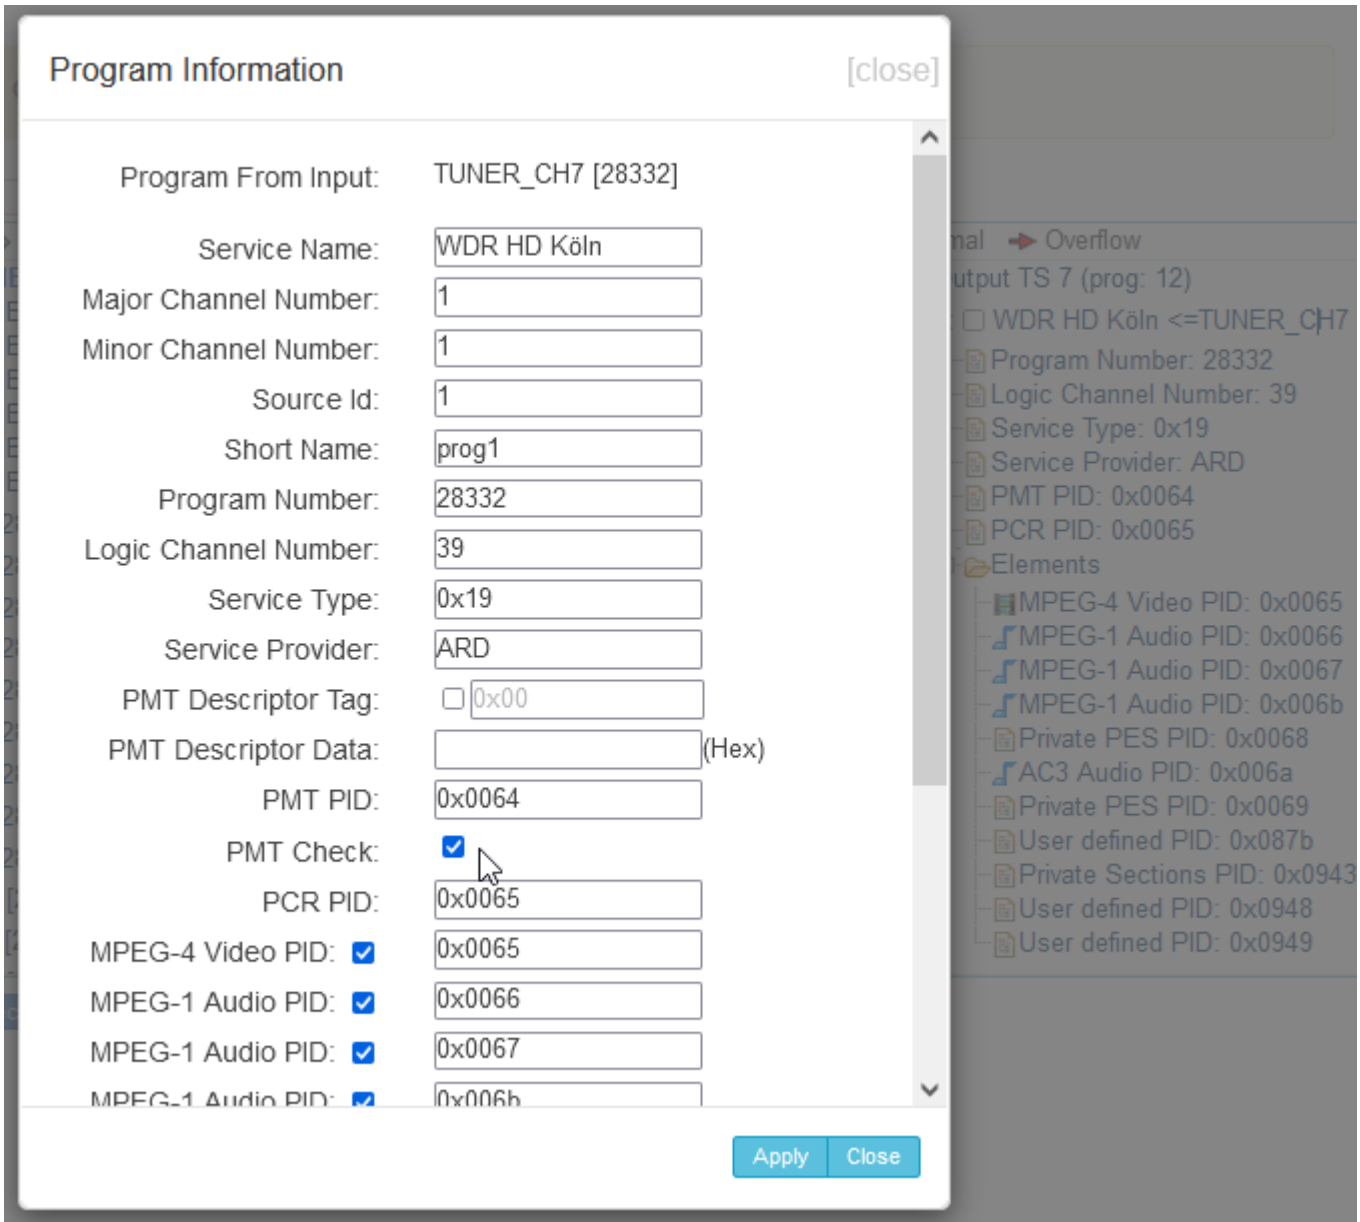 Program Information
[close]
Program From Input: TUNER_CH7 [28332]
Service Name: WDR HD Köln
Major Channel Number: 1
Minor Channel Number: 1
Source Id: 1
Short Name: prog1
Program Number: 28332
Logic Channel Number: 39
Service Type: 0x19
Service Provider: ARD
PMT Descriptor Tag: 0x00
PMT Descriptor Data: (Hex)
PMT PID: 0x0064
PMT Check:
PCR PID: 0x0065
MPEG-4 Video PID: 0x0065
MPEG-1 Audio PID: 0x0066
MPEG-1 Audio PID: 0x0067
MPEG-1 Audio PID: 0x006b
Apply Close
Overflow
TS 7 (prog: 12)
WDR HD Köln <=TUNER_CH7
Program Number: 28332
Logic Channel Number: 39
Service Type: 0x19
Service Provider: ARD
PMT PID: 0x0064
PCR PID: 0x0065
Elements
MPEG-4 Video PID: 0x0065
MPEG-1 Audio PID: 0x0066
MPEG-1 Audio PID: 0x0067
MPEG-1 Audio PID: 0x006b
Private PES PID: 0x0068
AC3 Audio PID: 0x006a
Private PES PID: 0x0069
User defined PID: 0x087b
Private Sections PID: 0x0943
User defined PID: 0x0948
User defined PID: 0x0949